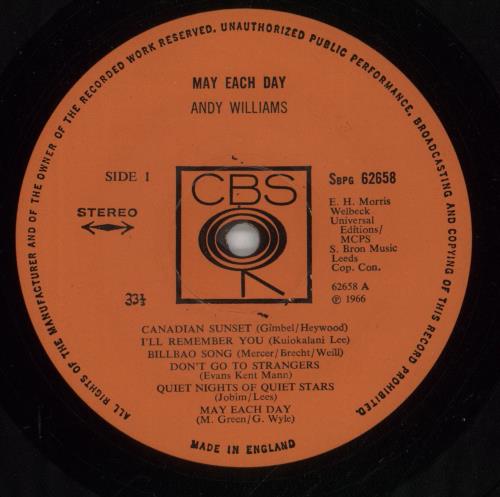 ALL RIGHTS OF THE MANUFACTURER AND OF THE OWNER OF THE RECORDED WORK RESERVED. UNAUTHORIZED PUBLIC PERFORMANCE, BROADCASTING AND COPYING OF THIS RECORD PROHIBITED.
MAY EACH DAY
ANDY WILLIAMS
SIDE 1
STEREO
CBS
SBPG 62658
E. H. Morris
Welbeck
Universal
Edftions/
MCPS
S. Bron Music
Leeds
Cop. Con.
62658 A
℗ 1966
33⅓
CANADIAN SUNSET (Gimbel/Heywood)
I'LL REMEMBER YOU (Kuiokalani Lee)
BILLBAO SONG (Mercer/Brecht/Weill)
DON'T GO TO STRANGERS
(Evans Kent Mann)
QUIET NIGHTS OF QUIET STARS
(Jobim/Lees)
MAY EACH DAY
(M. Green/G. Wyle)
MADE IN ENGLAND